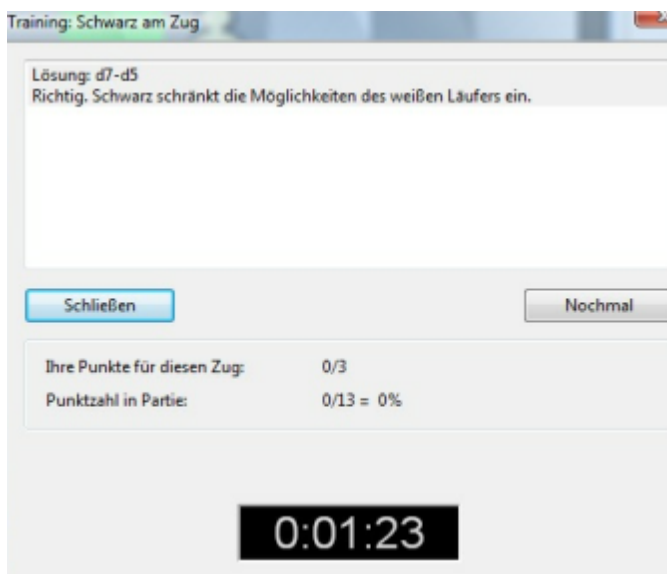 Training: Schwarz am Zug
Lösung: d7-d5
Richtig. Schwarz schränkt die Möglichkeiten des weißen Läufers ein.
Schließen
Nochmal
Ihre Punkte für diesen Zug: 0/3
Punktzahl in Partie: 0/13 = 0%
0:01:23